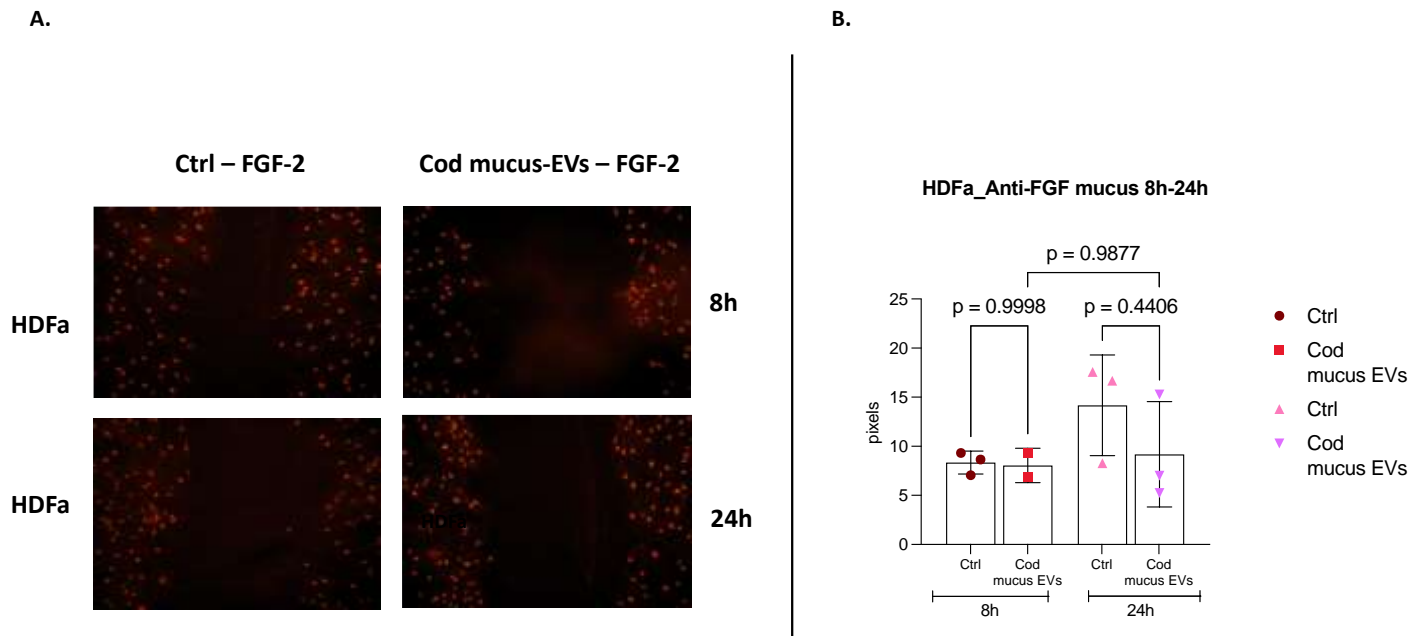 A.
B.
Ctrl – FGF-2
Cod mucus-EVs – FGF-2
HDFa
8h
HDFa
24h
HDFa_Anti-FGF mucus 8h-24h
p = 0.9877
p = 0.9998
p = 0.4406
25
20
15
10
5
0
pixels
Ctrl
Cod
mucus EVs
Ctrl
Cod
mucus EVs
8h
24h
Ctrl
Cod
mucus EVs
Ctrl
Cod
mucus EVs